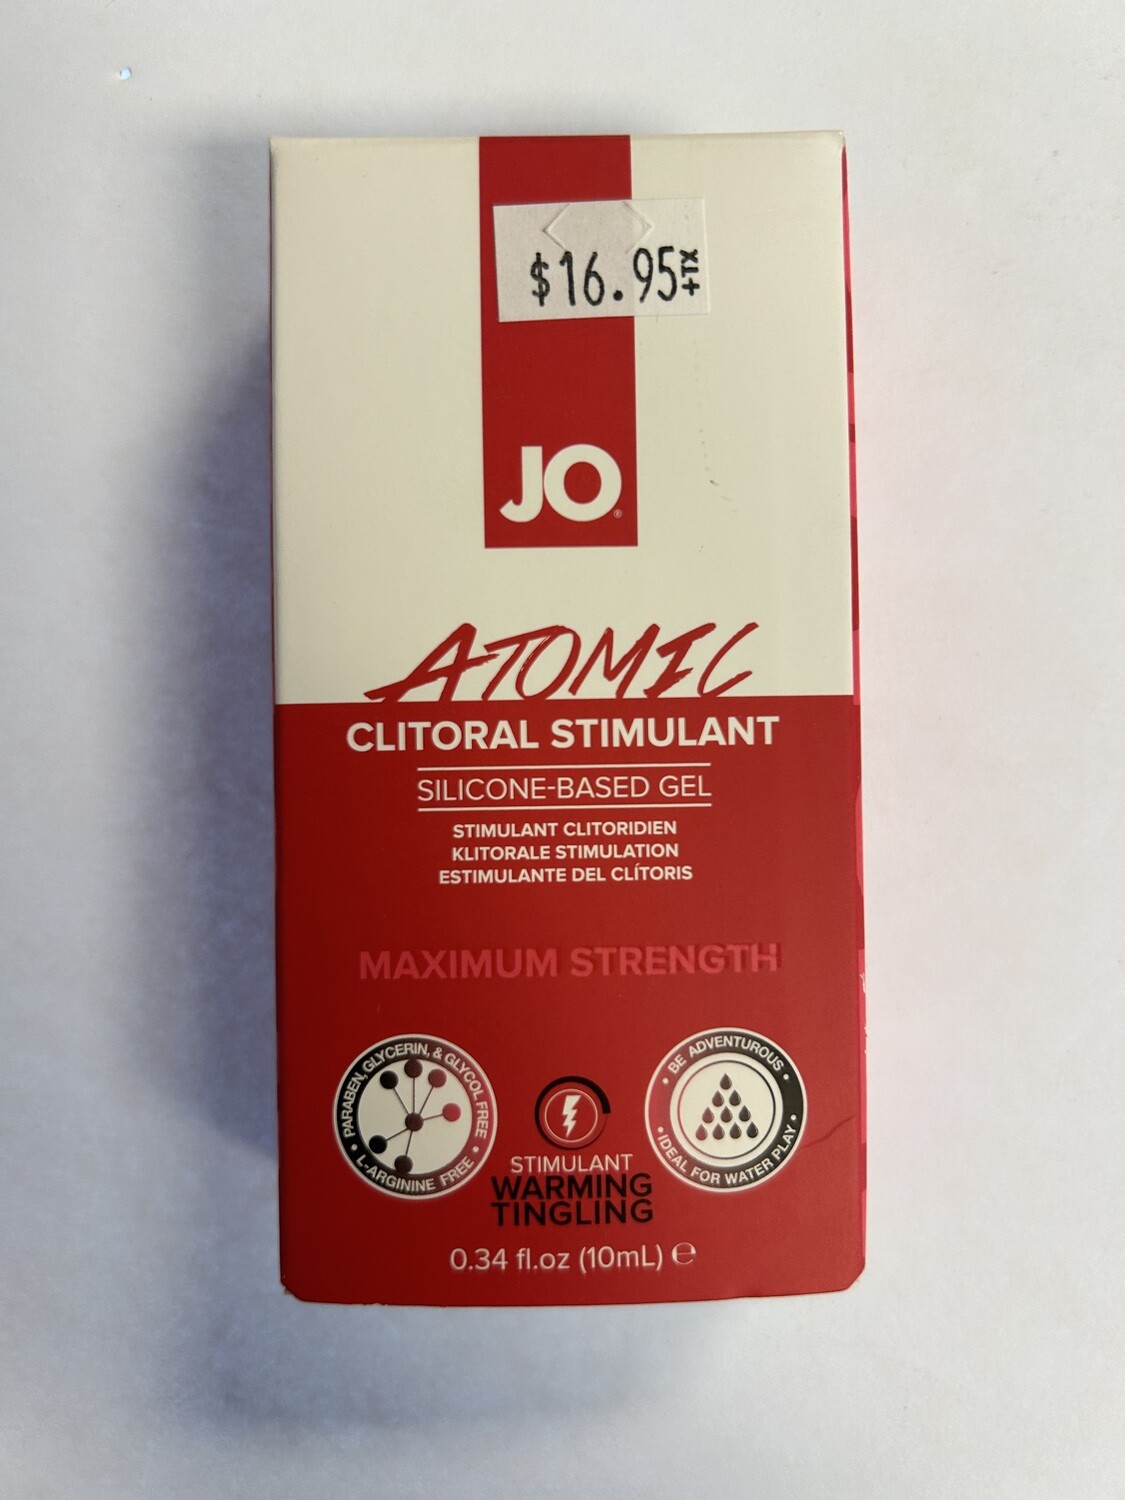 $16.95+TX
JO®
ATOMIC
CLITORAL STIMULANT
SILICONE-BASED GEL
STIMULANT CLITORIDIEN
KLITORALE STIMULATION
ESTIMULANTE DEL CLÍTORIS
MAXIMUM STRENGTH
PARABEN, GLYCERIN, & GLYCOL FREE
• L-ARGININE FREE •
STIMULANT
WARMING
TINGLING
• BE ADVENTUROUS •
• IDEAL FOR WATER PLAY •
0.34 fl.oz (10mL) ℮